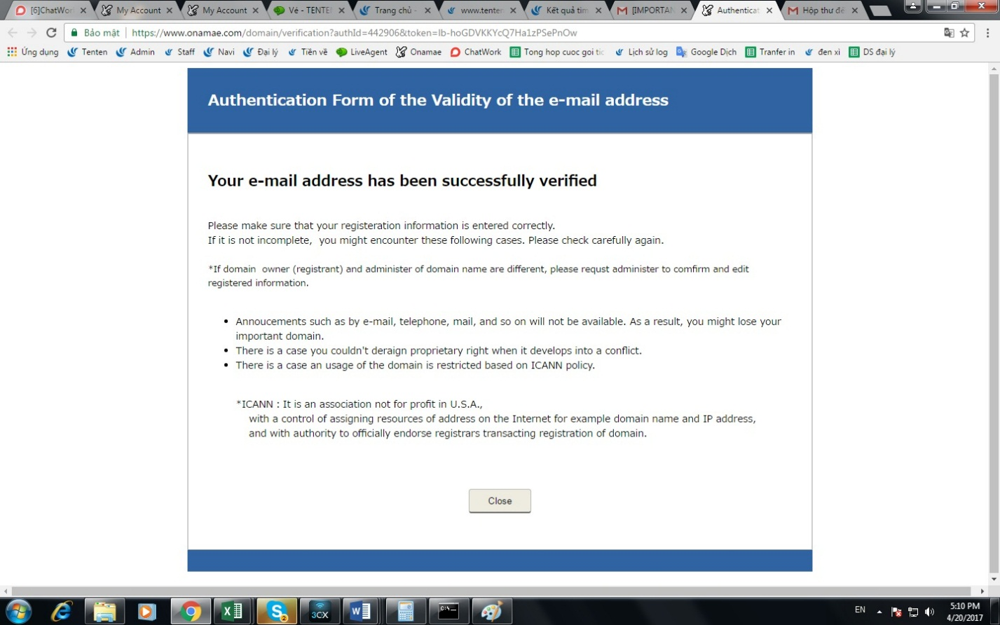 [6]ChatWor
My Account
My Account
Vé - TENTE
Trang chủ -
www.tenten
Kết quả tìm
[[IMPORTAN
Authenticat
Hộp thư đế
Bảo mật
https://www.onamae.com/domain/verification?authId=442906&token=Ib-hoGDVKKYcQ7Ha1zPSePnOw
Ứng dụng
Tenten
Admin
Staff
Navi
Đại lý
Tiên về
LiveAgent
Onamae
ChatWork
Tong hop cuoc goi tic
Lịch sử log
Google Dịch
Tranfer in
đen xì
DS đại lý
Authentication Form of the Validity of the e-mail address
Your e-mail address has been successfully verified
Please make sure that your registeration information is entered correctly.
If it is not incomplete,  you might encounter these following cases. Please check carefully again.
*If domain  owner (registrant) and administer of domain name are different, please requst administer to comfirm and edit
registered information.
Annoucements such as by e-mail, telephone, mail, and so on will not be available. As a result, you might lose your
important domain.
There is a case you couldn't deraign proprietary right when it develops into a conflict.
There is a case an usage of the domain is restricted based on ICANN policy.
*ICANN : It is an association not for profit in U.S.A.,
with a control of assigning resources of address on the Internet for example domain name and IP address,
and with authority to officially endorse registrars transacting registration of domain.
Close
3CX
C:\
EN
5:10 PM
4/20/2017